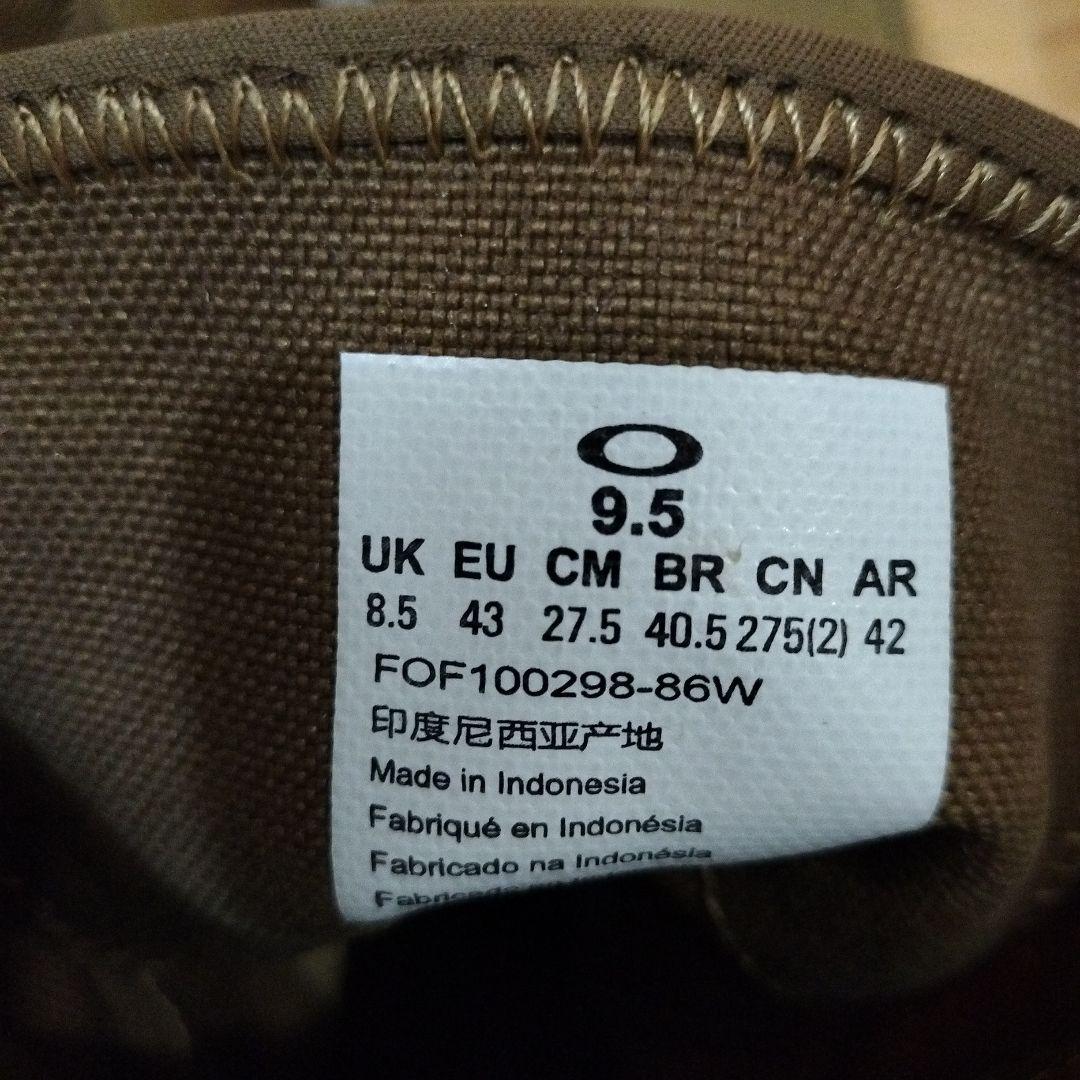 9.5
UK EU CM BR CN AR
8.5 43 27.5 40.5 275(2) 42
FOF100298-86W
印度尼西亚产地
Made in Indonesia
Fabriqué en Indonésia
Fabricado na Indonésia